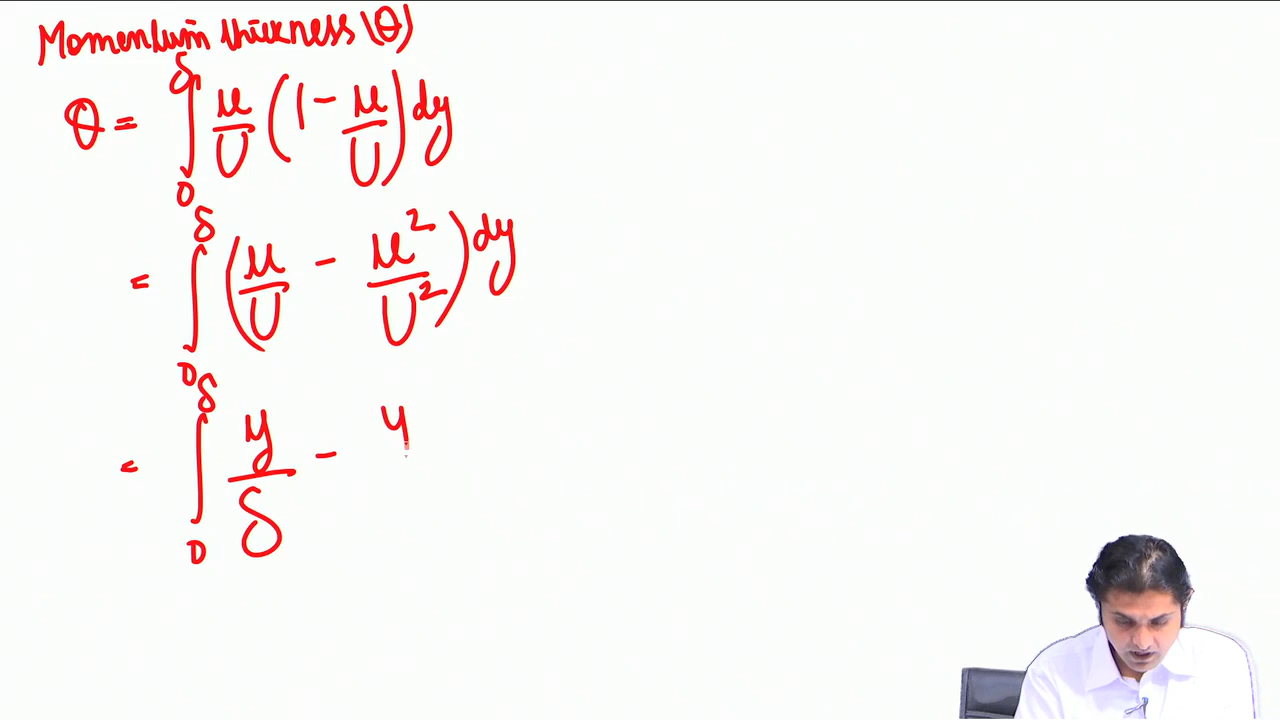 Momentum thickness (θ)
θ = ∫₀^δ u/U (1 - u/U) dy
= ∫₀^δ (u/U - u²/U²) dy
= ∫₀^δ y/δ - y